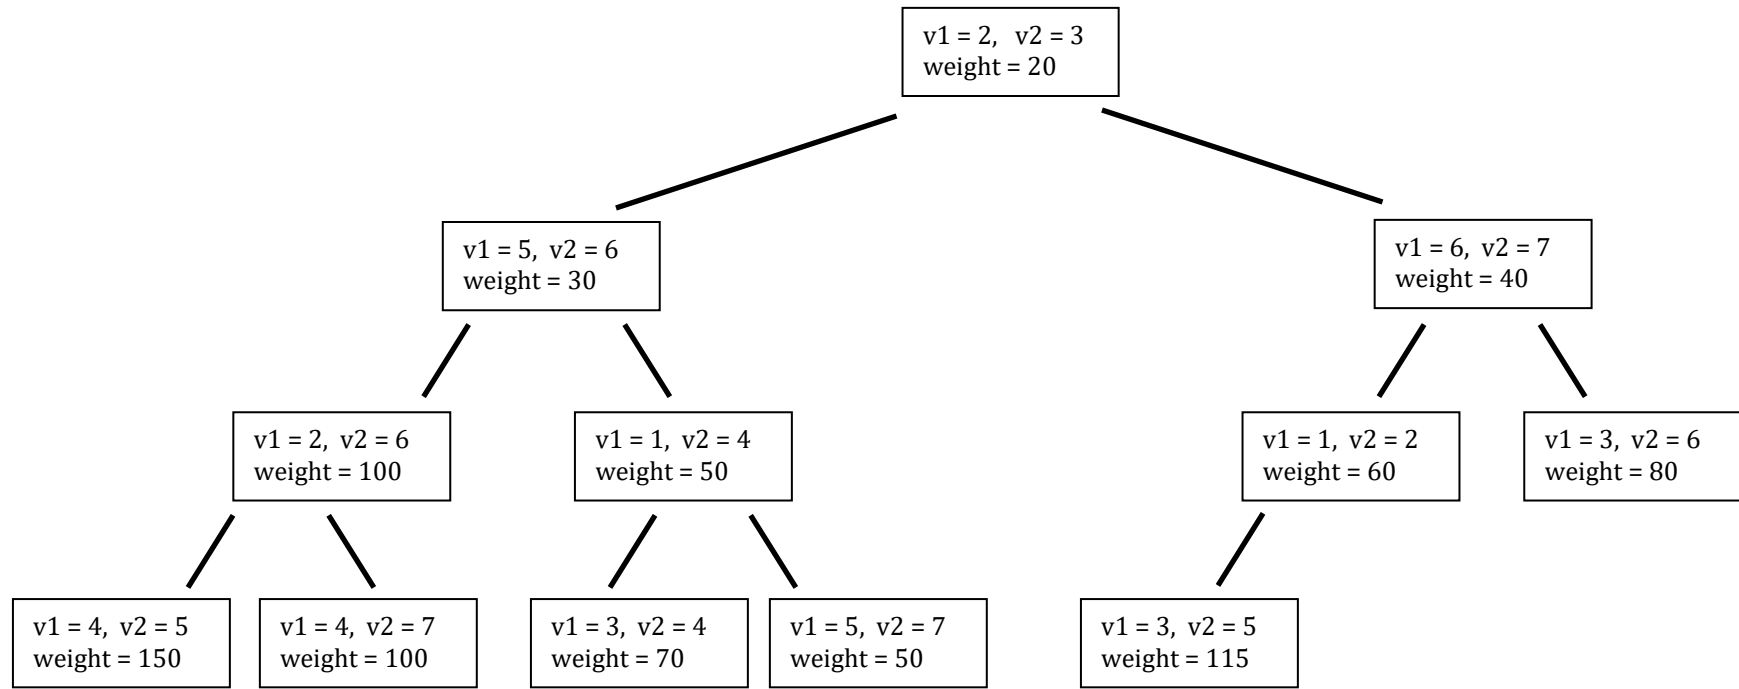 v1 = 2, v2 = 3
weight = 20
v1 = 5, v2 = 6
weight = 30
v1 = 6, v2 = 7
weight = 40
v1 = 2, v2 = 6
weight = 100
v1 = 1, v2 = 4
weight = 50
v1 = 1, v2 = 2
weight = 60
v1 = 3, v2 = 6
weight = 80
v1 = 4, v2 = 5
weight = 150
v1 = 4, v2 = 7
weight = 100
v1 = 3, v2 = 4
weight = 70
v1 = 5, v2 = 7
weight = 50
v1 = 3, v2 = 5
weight = 115